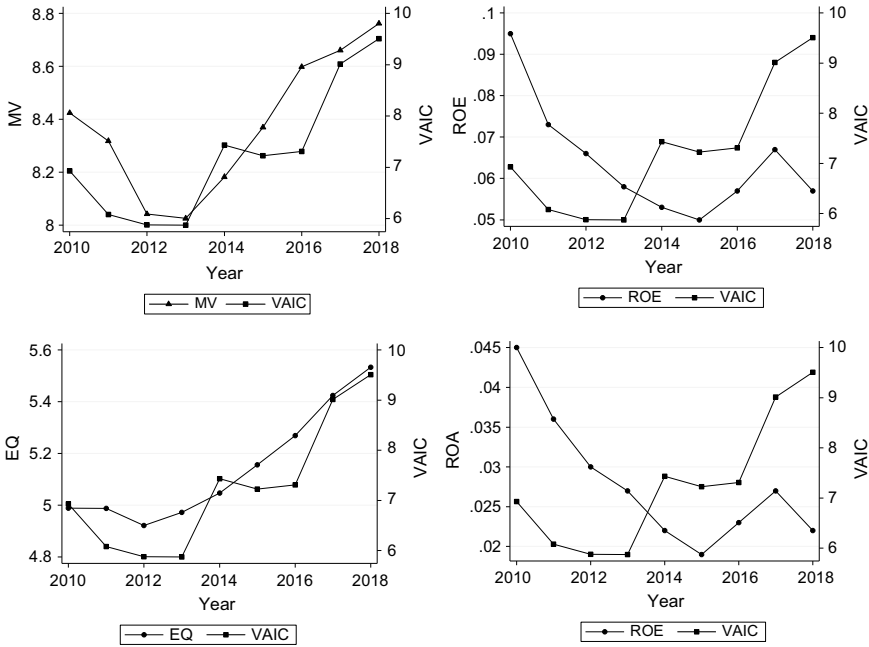 8.8
8.6
8.4
8.2
8
MV
10
9
8
7
6
VAIC
2010 2012 2014 2016 2018
Year
MV VAIC
.1
.09
.08
.07
.06
.05
ROE
10
9
8
7
6
VAIC
2010 2012 2014 2016 2018
Year
ROE VAIC
5.6
5.4
5.2
5
4.8
EQ
10
9
8
7
6
VAIC
2010 2012 2014 2016 2018
Year
EQ VAIC
.045
.04
.035
.03
.025
.02
ROA
10
9
8
7
6
VAIC
2010 2012 2014 2016 2018
Year
ROE VAIC